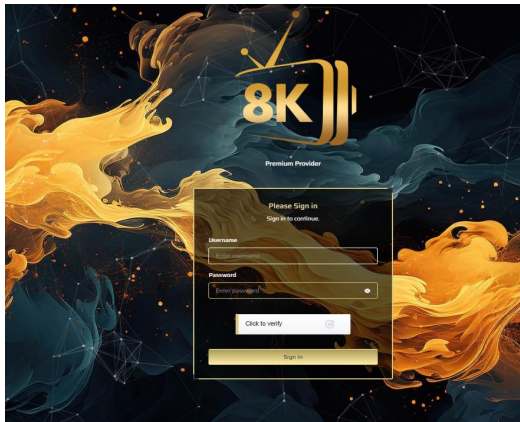 8K
Premium Provider
Please Sign in
Sign in to continue.
Username
Enter username
Password
Enter password
Click to verify
Sign In